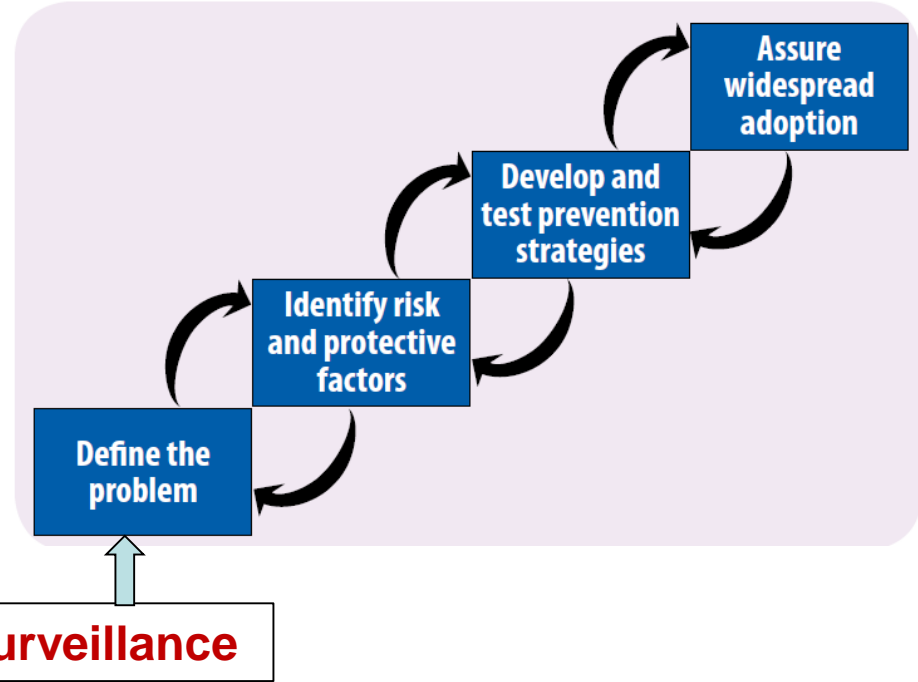 Assure
widespread
adoption
Develop and
test prevention
strategies
Identify risk
and protective
factors
Define the
problem
urveillance